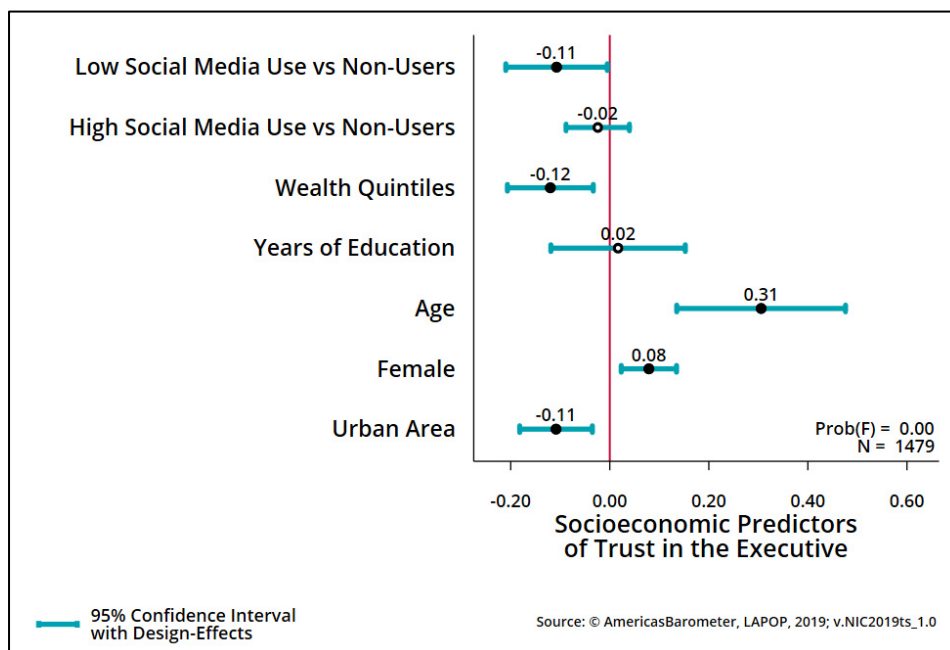 Low Social Media Use vs Non-Users
-0.11
High Social Media Use vs Non-Users
-0.02
Wealth Quintiles
-0.12
Years of Education
0.02
Age
0.31
Female
0.08
Urban Area
-0.11
Prob(F) = 0.00
N = 1479
-0.20 0.00 0.20 0.40 0.60
Socioeconomic Predictors
of Trust in the Executive
95% Confidence Interval
with Design-Effects
Source: © AmericasBarometer, LAPOP, 2019; v.NIC2019ts_1.0